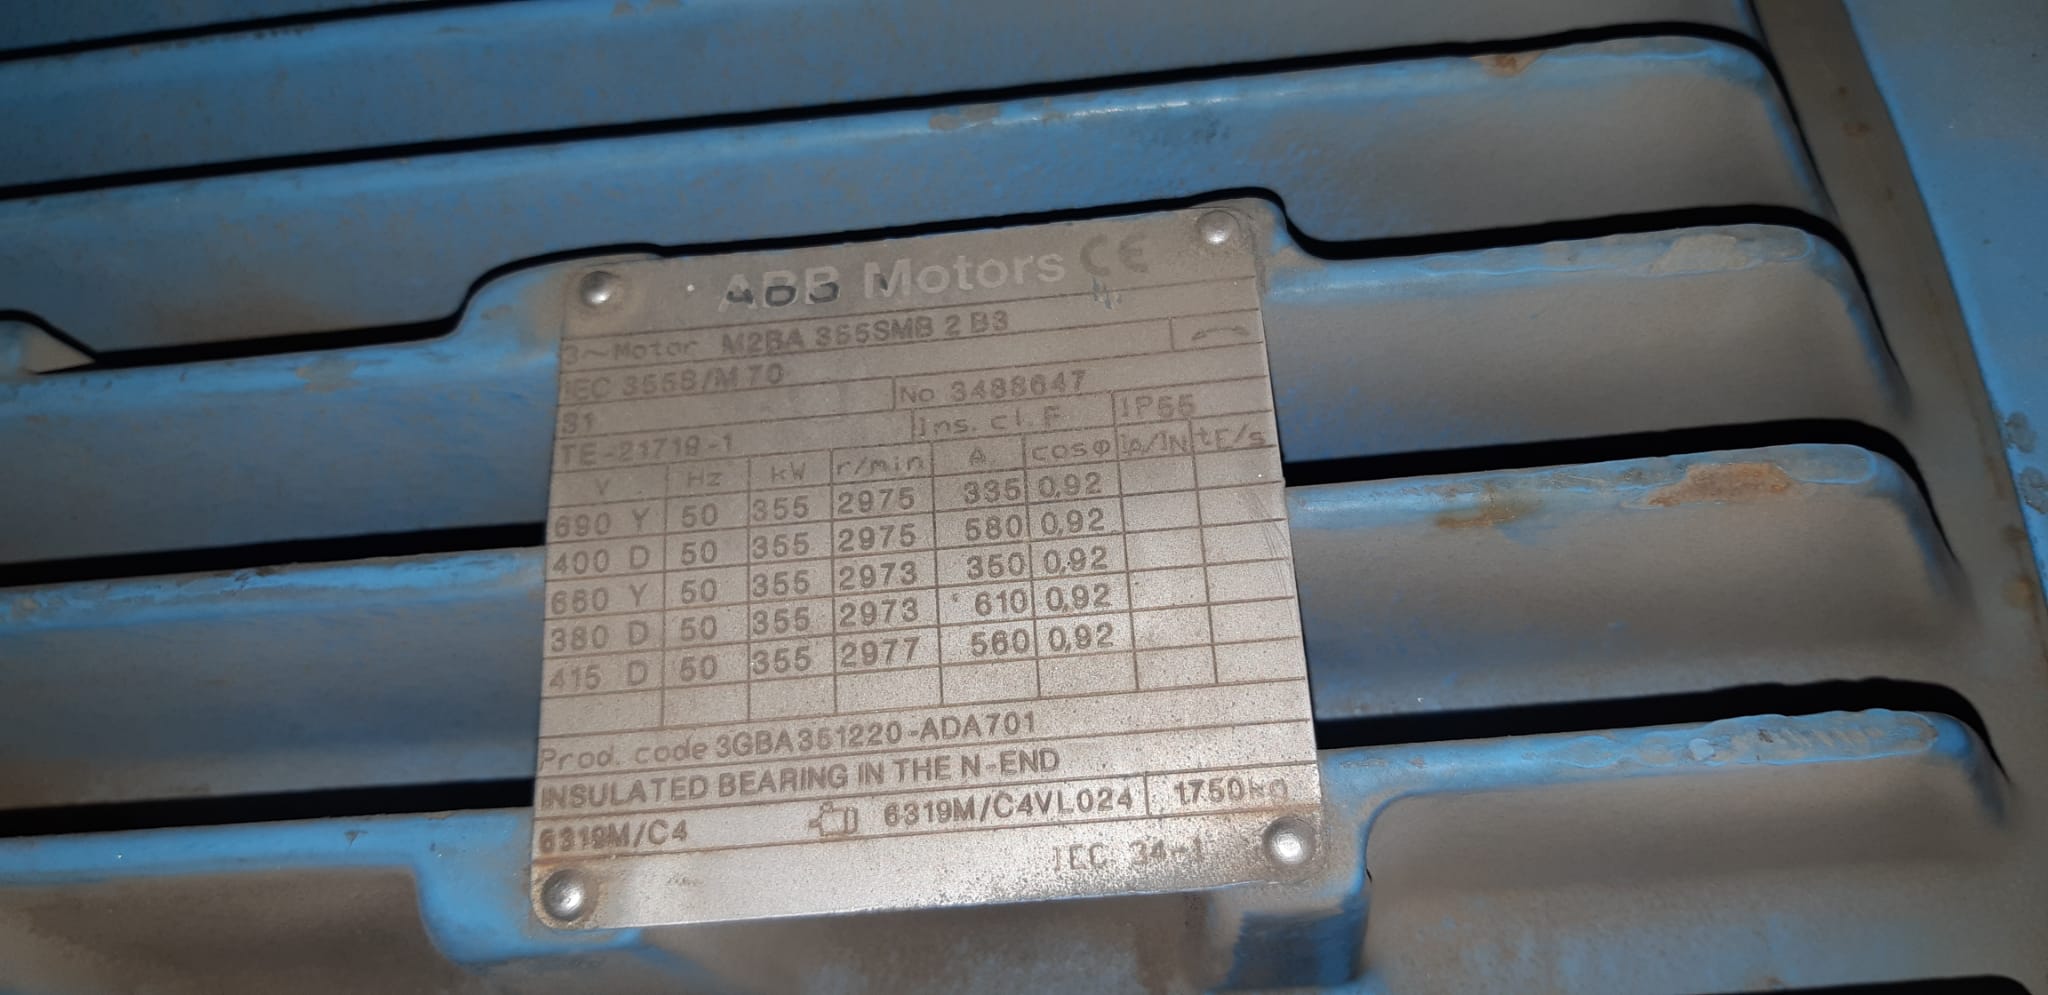 ABB Motors CE
3~Motor M2BA 355SMB 2 B3
IEC 355S/M 70
S1 No 3488647
TE-21719-1 Ins. cl. F IP55
V Hz kW r/min A cosφ IA/IN tE/s
690 Y 50 355 2975 335 0,92
400 D 50 355 2975 580 0,92
660 Y 50 355 2973 350 0,92
380 D 50 355 2973 610 0,92
415 D 50 355 2977 560 0,92
Prod. code 3GBA351220-ADA701
INSULATED BEARING IN THE N-END
6319M/C4 6319M/C4VL024 1750kg
IEC 34-1